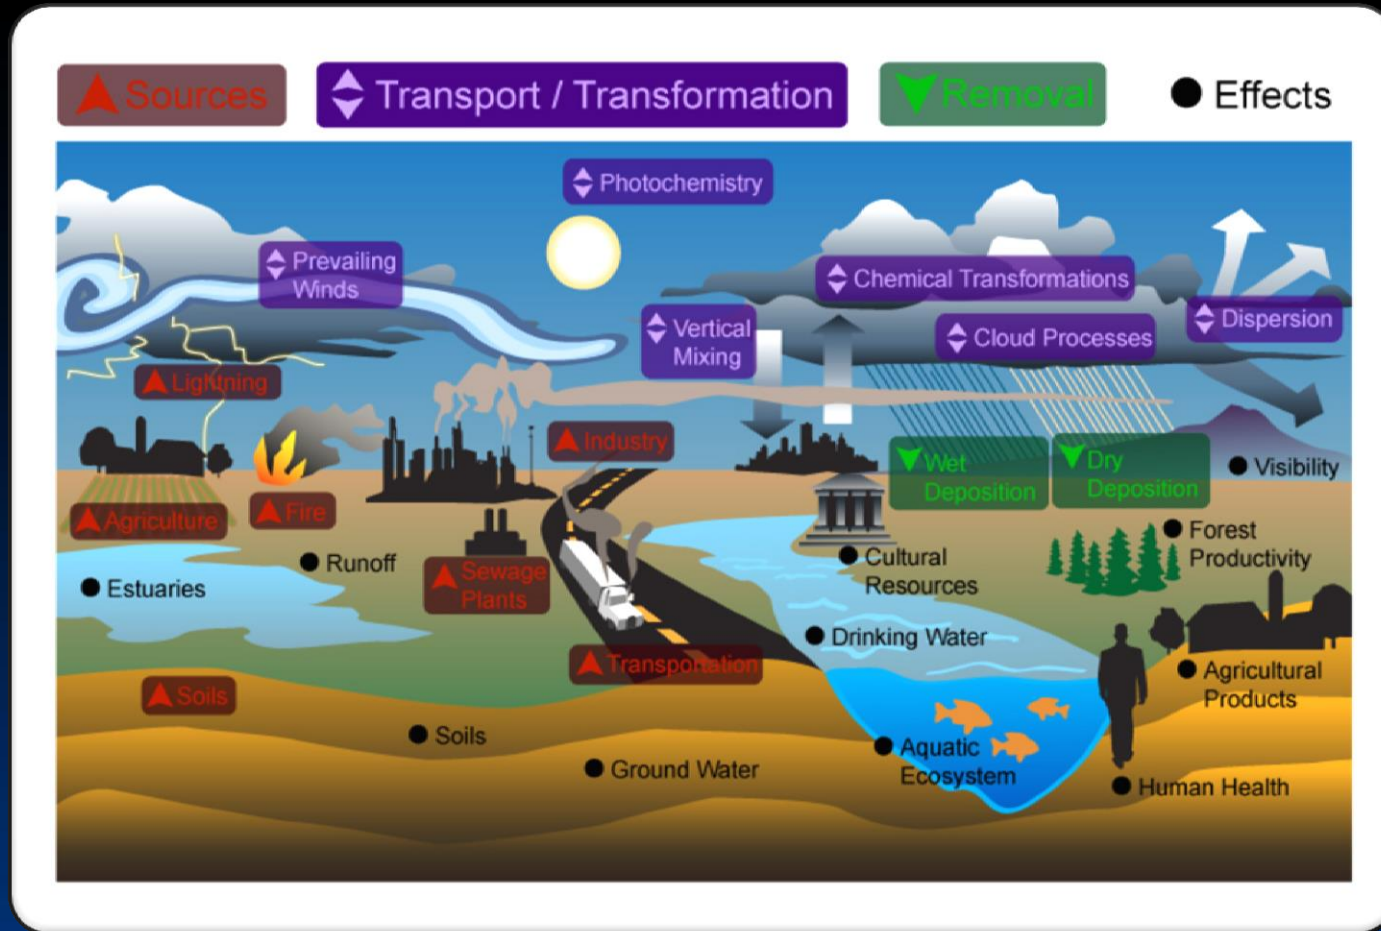 Sources
Transport / Transformation
Removal
Effects
Photochemistry
Prevailing
Winds
Chemical Transformations
Vertical
Mixing
Cloud Processes
Dispersion
Lightning
Industry
Wet
Deposition
Dry
Deposition
Visibility
Agriculture
Fire
Forest
Productivity
Runoff
Estuaries
Sewage
Plants
Cultural
Resources
Drinking Water
Transportation
Agricultural
Products
Soils
Soils
Ground Water
Aquatic
Ecosystem
Human Health